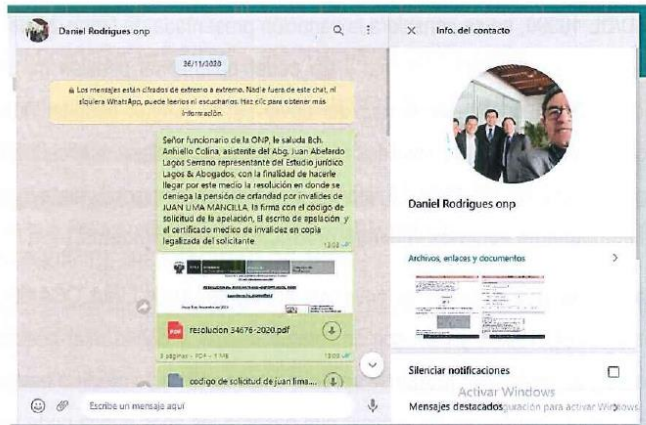 Daniel Rodrigues onp
26/11/2020
Los mensajes están cifrados de extremo a extremo. Nadie fuera de este chat, ni
siquiera WhatsApp, puede leerlos ni escucharlos. Haz clic para obtener más
información.
Señor funcionario de la ONP, le saluda Bch.
Anhiello Colina, asistente del Abg. Juan Abelardo
Lagos Serrano representante del Estudio jurídico
Lagos & Abogados, con la finalidad de hacerle
llegar por este medio la resolución en donde se
deniega la pensión de orfandad por invalides de
JUAN LIMA MANCILLA, la firma con el código de
solicitud de la apelación, El escrito de apelación y
el certificado medico de invalidez en copia
legalizada del solicitante
12:02
PDF
resolucion 34676-2020.pdf
3 páginas - PDF - 1 MB
codigo de solicitud de juan lima....
Escribe un mensaje aquí
Info. del contacto
Daniel Rodrigues onp
Archivos, enlaces y documentos
Silenciar notificaciones
Activar Windows
Mensajes destacados
para activar Windows.